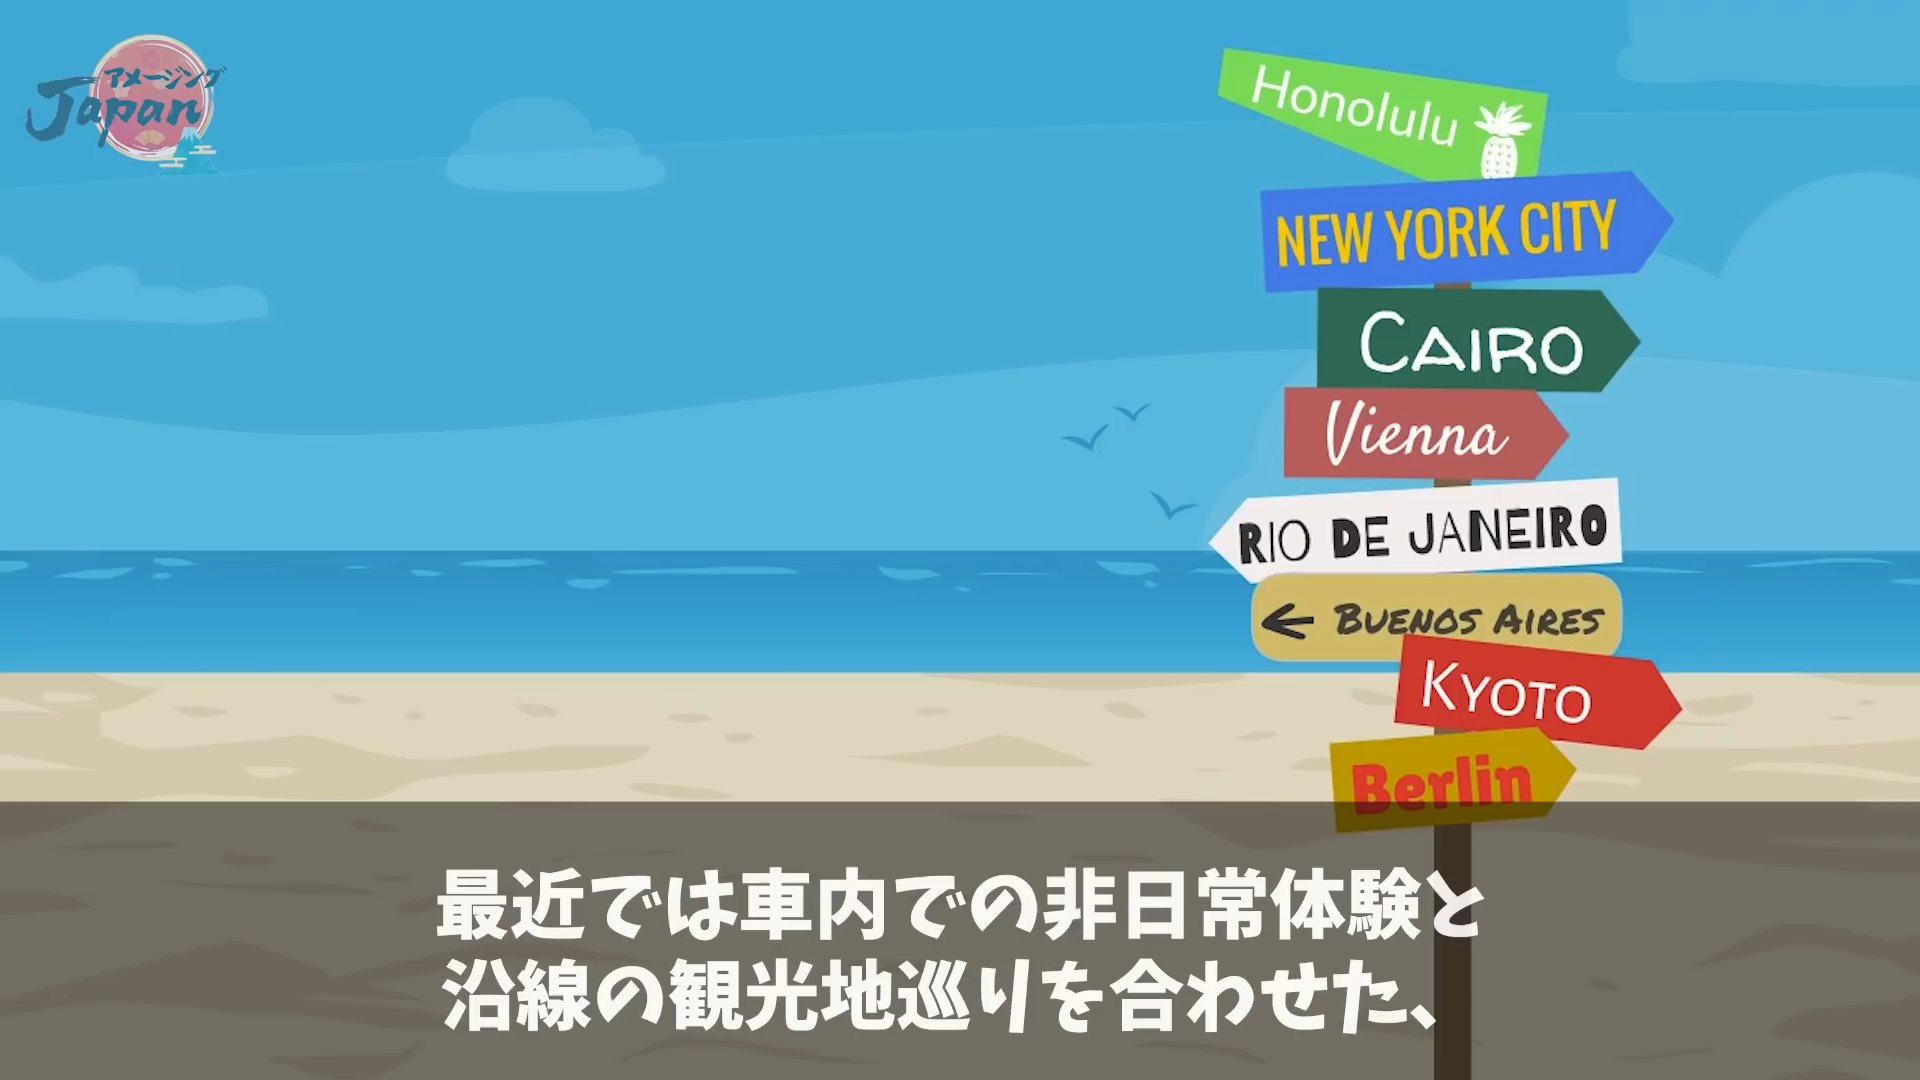 アメージング
Japan
Honolulu
NEW YORK CITY
CAIRO
Vienna
RIO DE JANEIRO
← BUENOS AIRES
KYOTO
Berlin
最近では車内での非日常体験と
沿線の観光地巡りを合わせた、